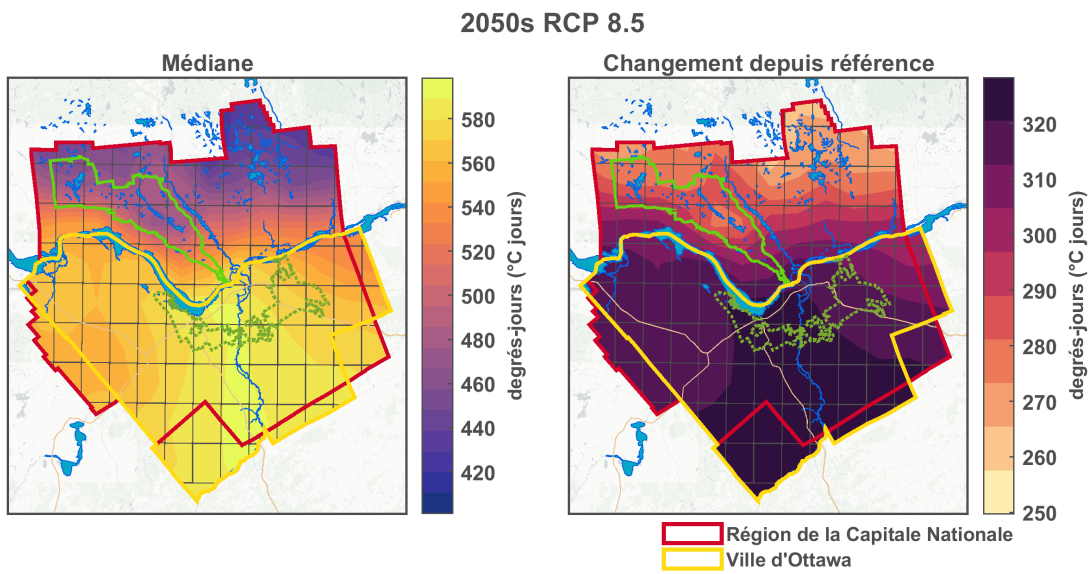 2050s RCP 8.5
Médiane
580
560
540
520
500
480
460
440
420
degrés-jours (°C jours)
Changement depuis référence
320
310
300
290
280
270
260
250
degrés-jours (°C jours)
Région de la Capitale Nationale
Ville d'Ottawa